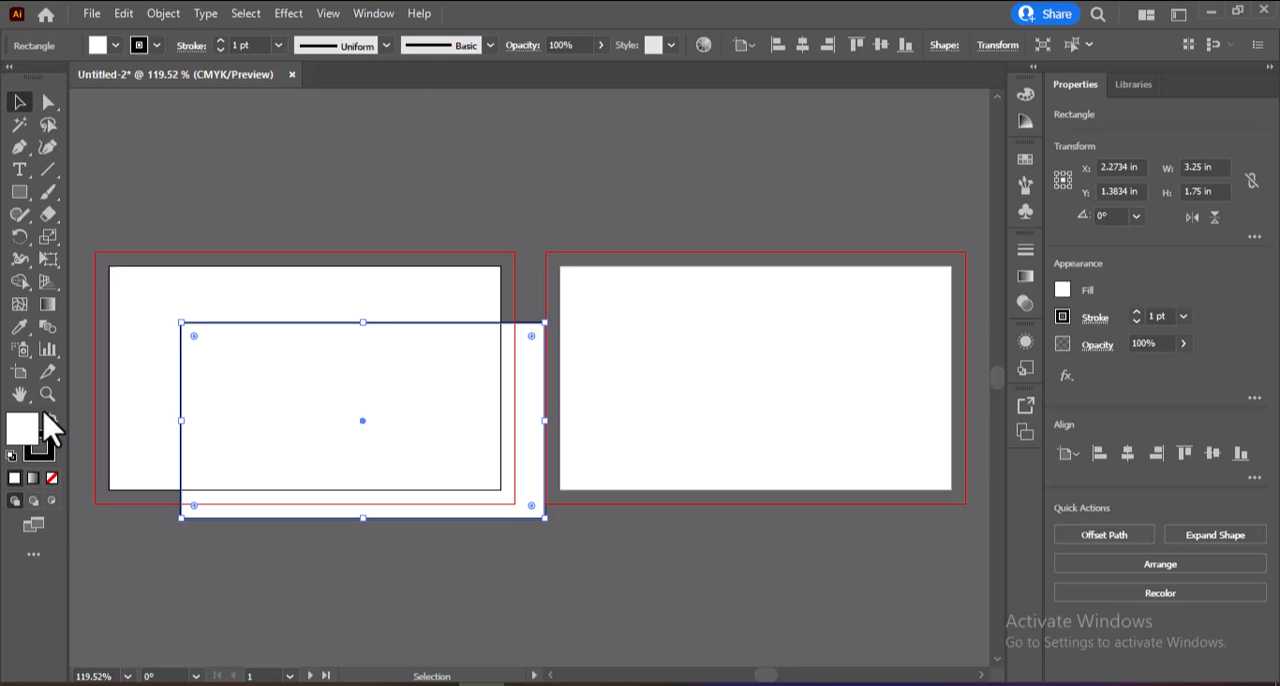 Ai File Edit Object Type Select Effect View Window Help Share
Rectangle Stroke: 1 pt Uniform Basic Opacity: 100% Style: Shape: Transform
Untitled-2* @ 119.52 % (CMYK/Preview) ×
Properties Libraries
Rectangle
Transform
X: 2.2734 in W: 3.25 in
Y: 1.3834 in H: 1.75 in
0°
Appearance
Fill
Stroke 1 pt
Opacity 100%
fx.
Align
Quick Actions
Offset Path Expand Shape
Arrange
Recolor
Activate Windows
Go to Settings to activate Windows.
119.52% 0° 1 Selection